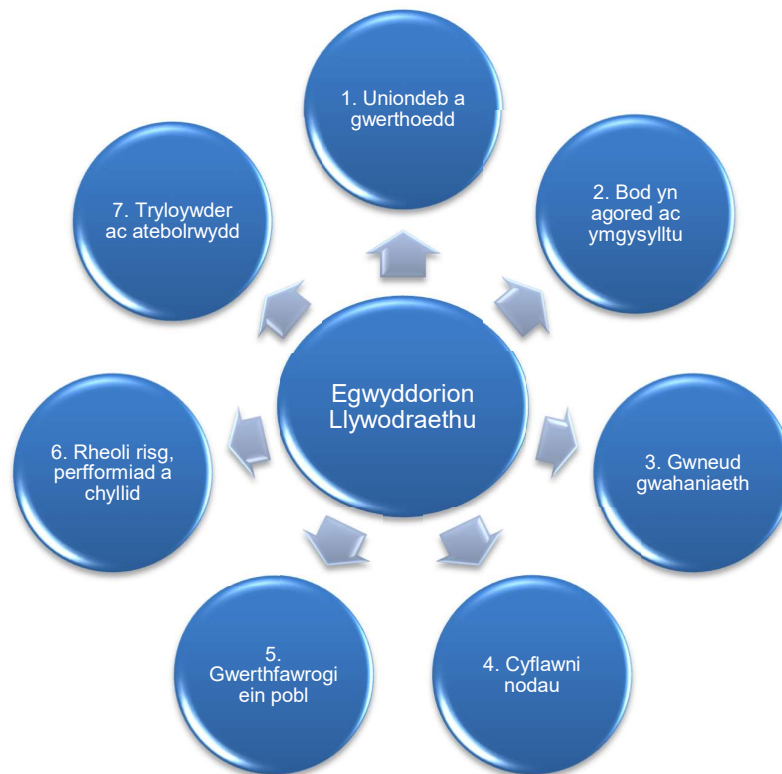 1. Uniondeb a
gwerthoedd
2. Bod yn
agored ac
ymgysylltu
3. Gwneud
gwahaniaeth
4. Cyflawni
nodau
5.
Gwerthfawrogi
ein pobl
6. Rheoli risg,
perfformiad a
chyllid
7. Tryloywder
ac atebolrwydd
Egwyddorion
Llywodraethu